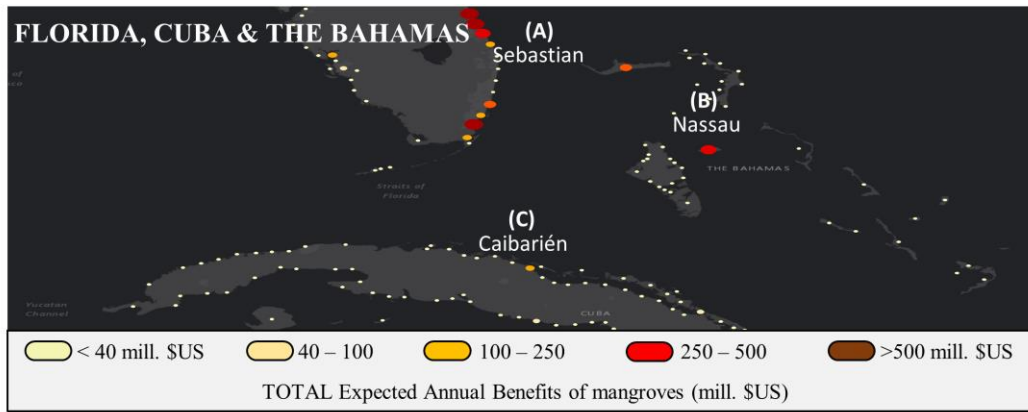 FLORIDA, CUBA & THE BAHAMAS
(A)
Sebastian
(B)
Nassau
THE BAHAMAS
Straits of
Florida
(C)
Caibarién
Yucatan
Channel
CUBA
< 40 mill. $US
40 – 100
100 – 250
250 – 500
>500 mill. $US
TOTAL Expected Annual Benefits of mangroves (mill. $US)